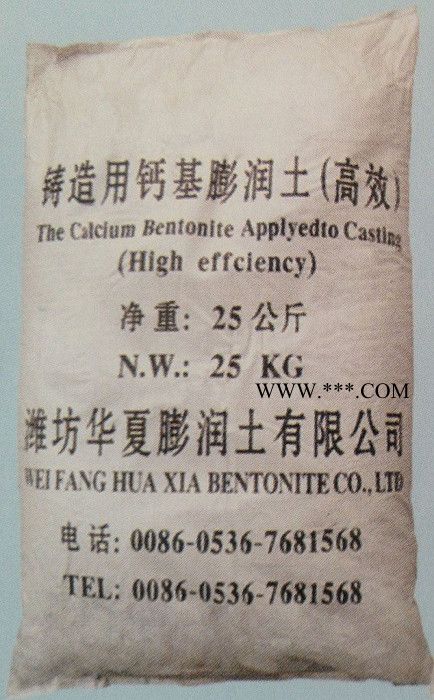 铸造用钙基膨润土(高效)
The Calcium Bentonite Applyedto Casting
(High effciency)
净重: 25公斤
N.W.: 25 KG
WWW.***.COM
潍坊华夏膨润土有限公司
WEI FANG HUA XIA BENTONITE CO., LTD
电话: 0086-0536-7681568
TEL: 0086-0536-7681568